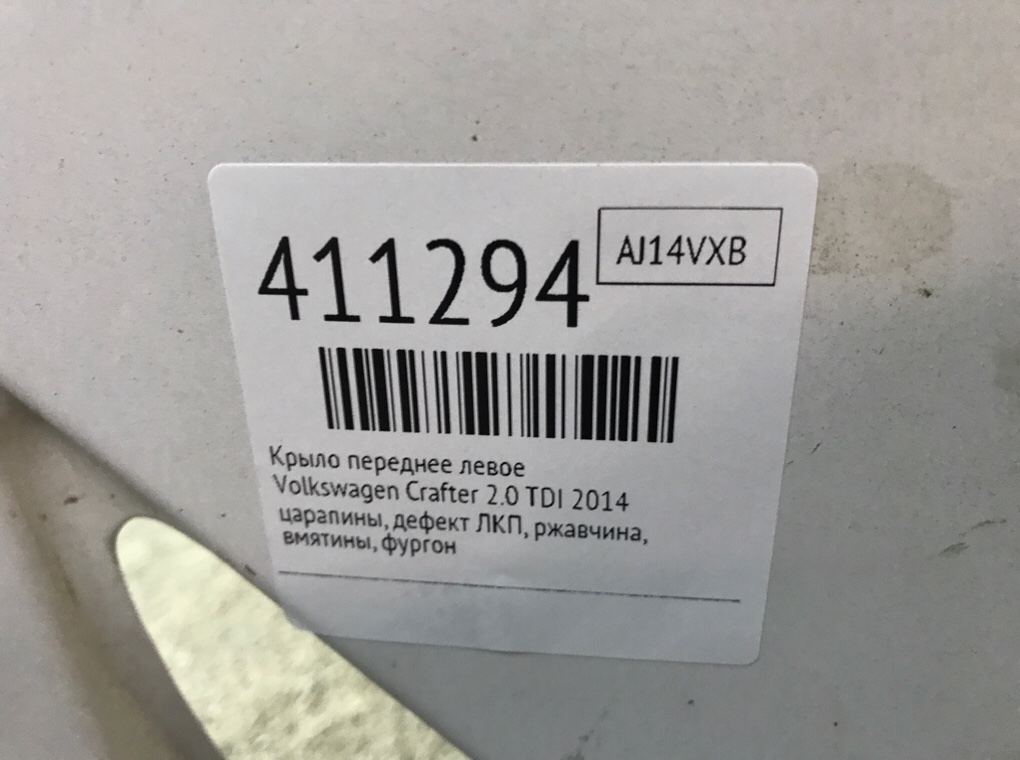 411294
AJ14VXB
Крыло переднее левое
Volkswagen Crafter 2.0 TDI 2014
царапины, дефект ЛКП, ржавчина,
вмятины, фургон